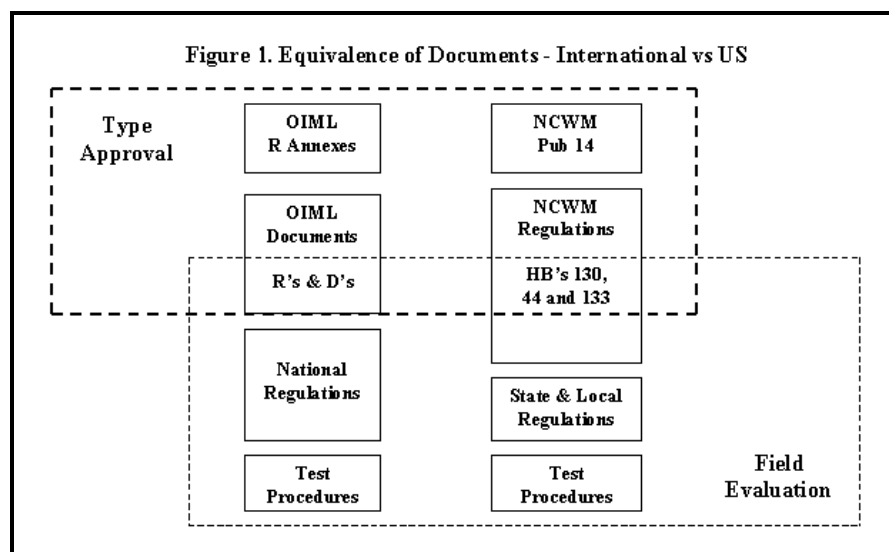 Figure 1. Equivalence of Documents - International vs US
Type
Approval
OIML
R Annexes
NCWM
Pub 14
OIML
Documents
R's & D's
NCWM
Regulations
HB's 130,
44 and 133
National
Regulations
State & Local
Regulations
Test
Procedures
Test
Procedures
Field
Evaluation